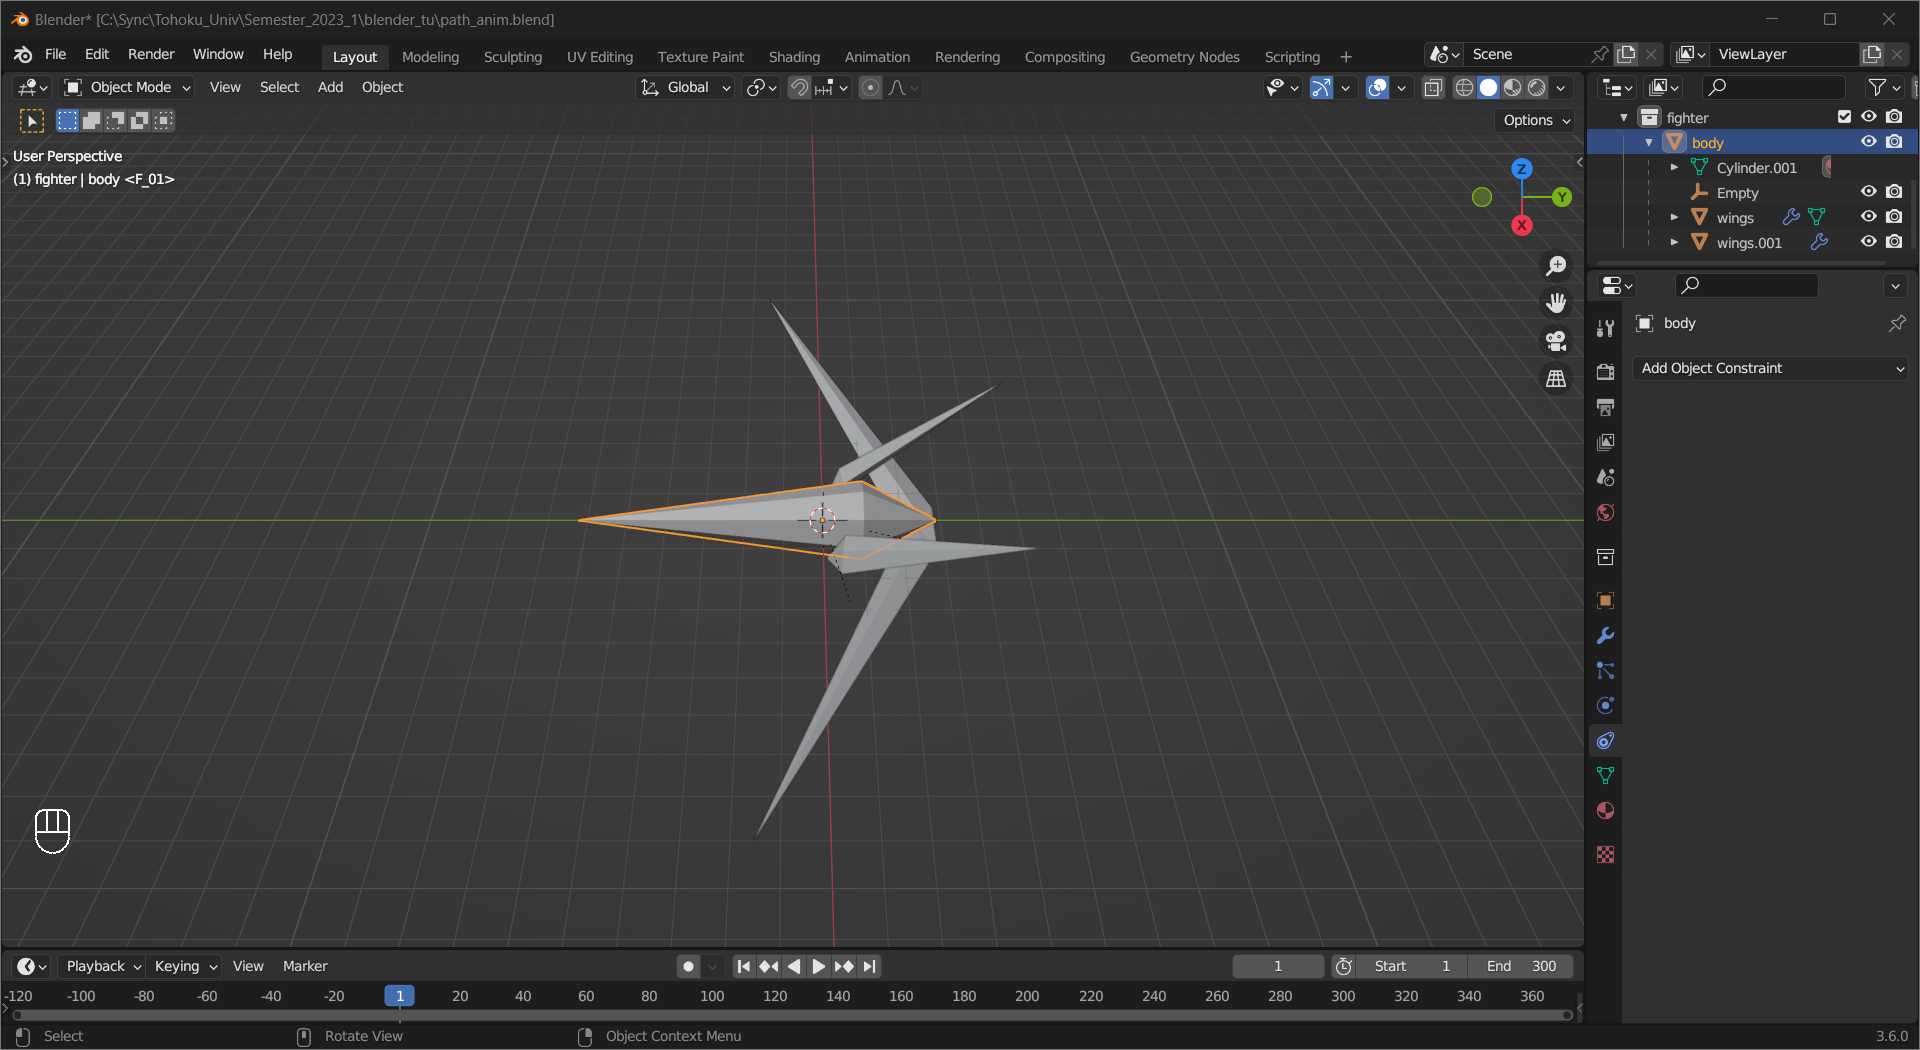 Blender* [C:\Sync\Tohoku_Univ\Semester_2023_1\blender_tu\path_anim.blend]
File Edit Render Window Help Layout Modeling Sculpting UV Editing Texture Paint Shading Animation Rendering Compositing Geometry Nodes Scripting + Scene ViewLayer
Object Mode View Select Add Object Global
Options
User Perspective
(1) fighter | body <F_01>
Z
Y
X
fighter
body
Cylinder.001
Empty
wings
wings.001
body
Add Object Constraint
Playback Keying View Marker 1 Start 1 End 300
-120 -100 -80 -60 -40 -20 1 20 40 60 80 100 120 140 160 180 200 220 240 260 280 300 320 340 360
Select Rotate View Object Context Menu 3.6.0